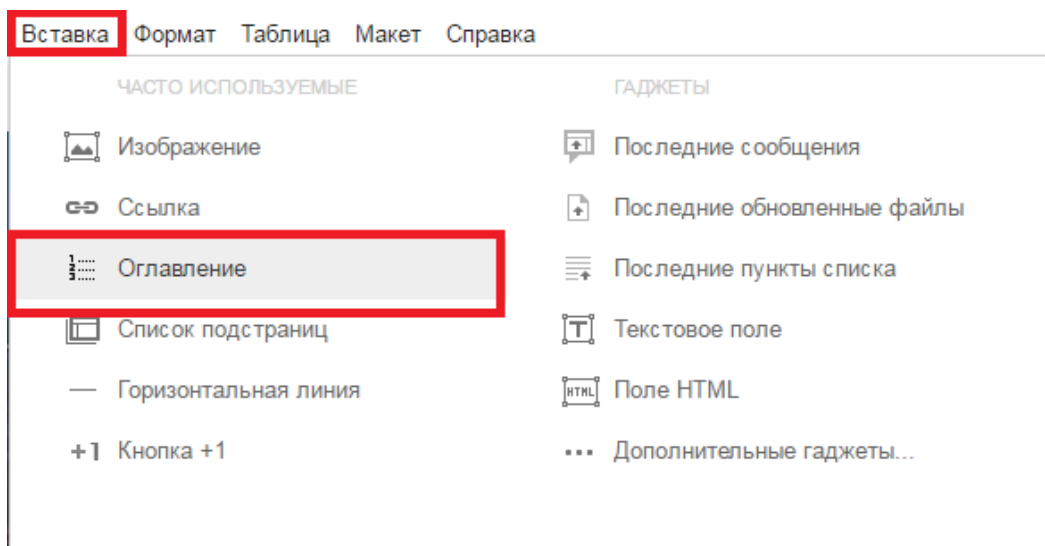 Вставка Формат Таблица Макет Справка
ЧАСТО ИСПОЛЬЗУЕМЫЕ
Изображение
Ссылка
Оглавление
Список подстраниц
Горизонтальная линия
+1 Кнопка +1
ГАДЖЕТЫ
Последние сообщения
Последние обновленные файлы
Последние пункты списка
T Текстовое поле
HTML Поле HTML
Дополнительные гаджеты...